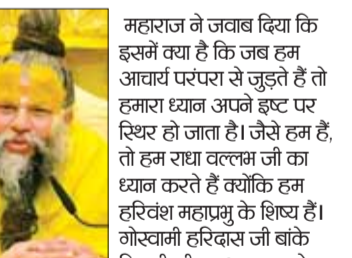 महाराज ने जवाब दिया कि
इसमें क्या है कि जब हम
आचार्य परंपरा से जुड़ते हैं तो
हमारा ध्यान अपने इष्ट पर
स्थिर हो जाता है। जैसे हम हैं,
तो हम राधा वल्लभ जी का
ध्यान करते हैं क्योंकि हम
हरिवंश महाप्रभु के शिष्य हैं।
गोस्वामी हरिदास जी बांके